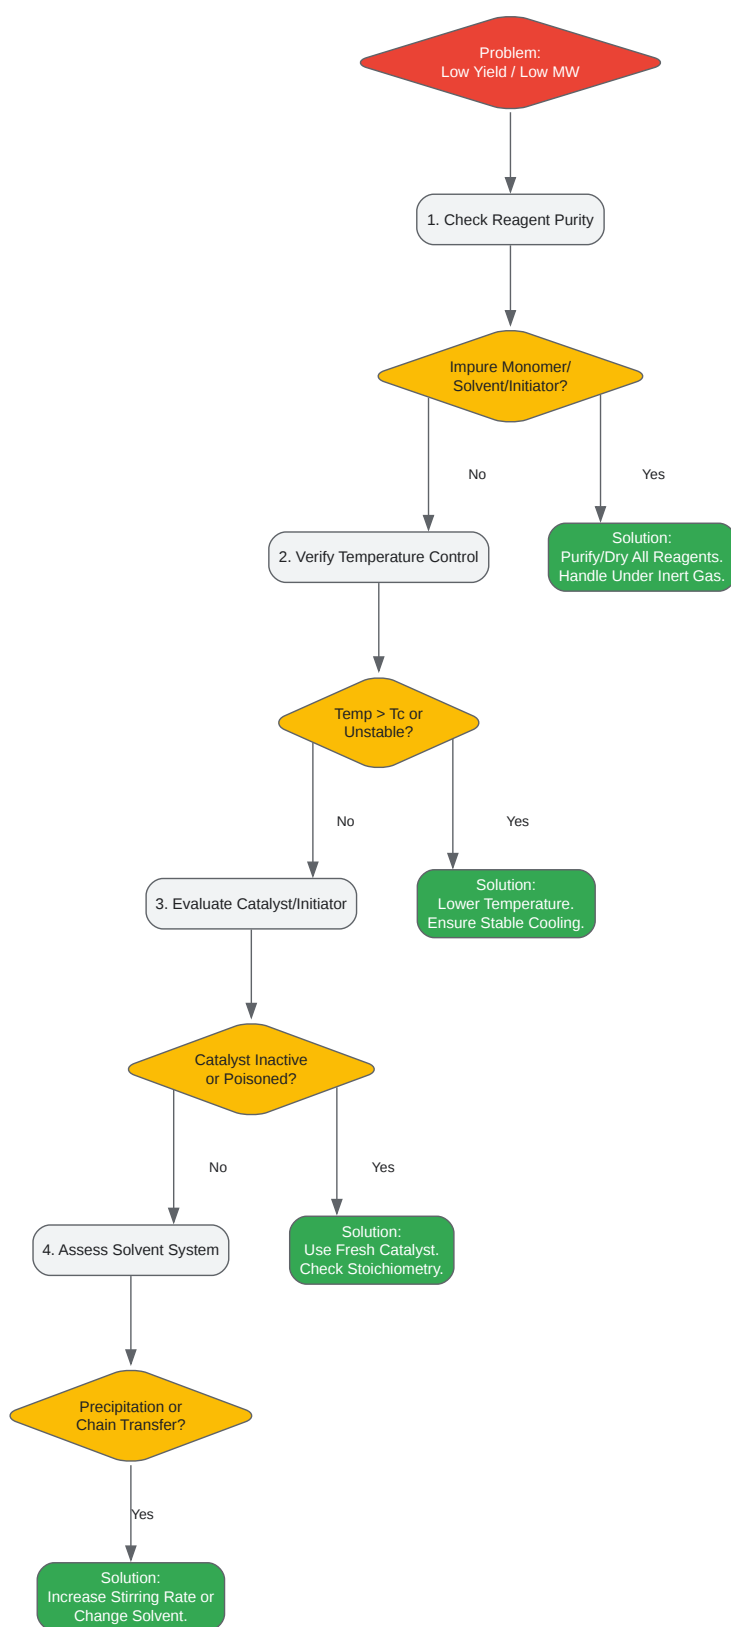 Problem:
Low Yield / Low MW
1. Check Reagent Purity
Impure Monomer/
Solvent/Initiator?
No
Yes
2. Verify Temperature Control
Solution:
Purify/Dry All Reagents.
Handle Under Inert Gas.
Temp > Tc or
Unstable?
No
Yes
3. Evaluate Catalyst/Initiator
Solution:
Lower Temperature.
Ensure Stable Cooling.
Catalyst Inactive
or Poisoned?
No
Yes
4. Assess Solvent System
Solution:
Use Fresh Catalyst.
Check Stoichiometry.
Precipitation or
Chain Transfer?
Yes
Solution:
Increase Stirring Rate or
Change Solvent.